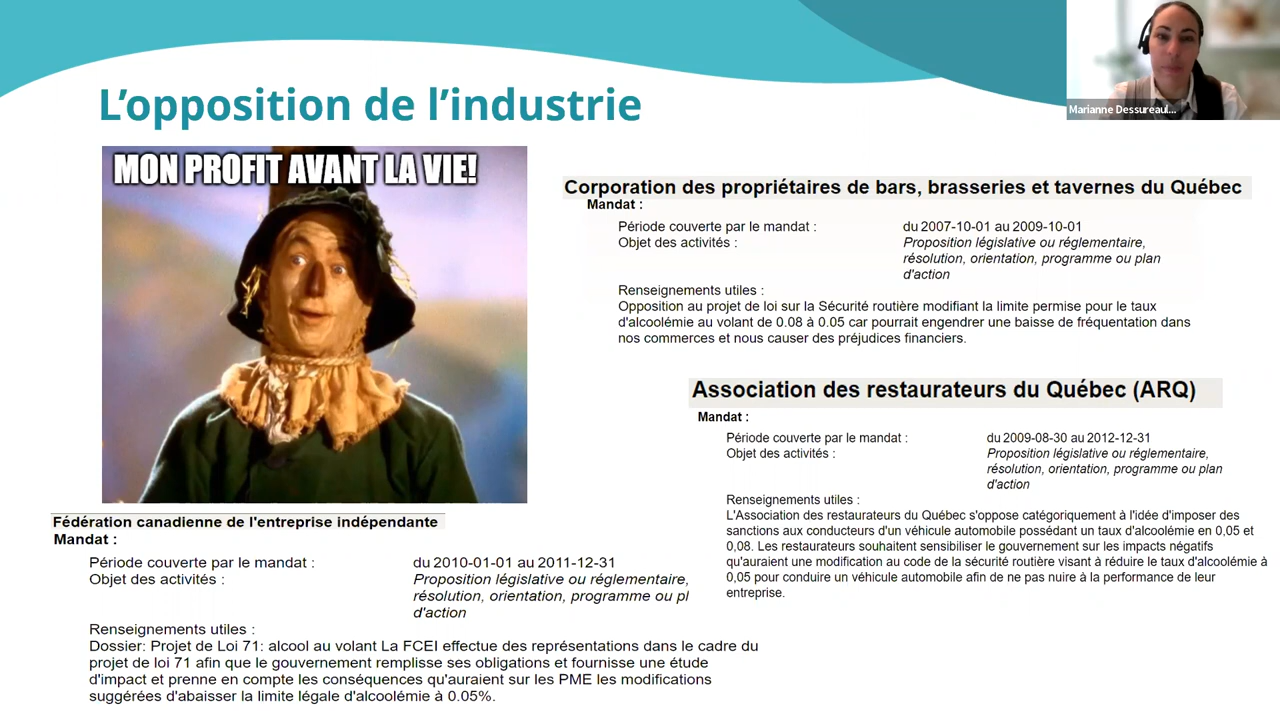 L'opposition de l'industrie
Marianne Dessureaul...
MON PROFIT AVANT LA VIE!
Corporation des propriétaires de bars, brasseries et tavernes du Québec
Mandat :
Période couverte par le mandat : du 2007-10-01 au 2009-10-01
Objet des activités : Proposition législative ou réglementaire,
résolution, orientation, programme ou plan
d'action
Renseignements utiles :
Opposition au projet de loi sur la Sécurité routière modifiant la limite permise pour le taux
d'alcoolémie au volant de 0.08 à 0.05 car pourrait engendrer une baisse de fréquentation dans
nos commerces et nous causer des préjudices financiers.
Association des restaurateurs du Québec (ARQ)
Mandat :
Période couverte par le mandat : du 2009-08-30 au 2012-12-31
Objet des activités : Proposition législative ou réglementaire,
résolution, orientation, programme ou plan
d'action
Renseignements utiles :
L'Association des restaurateurs du Québec s'oppose catégoriquement à l'idée d'imposer des
sanctions aux conducteurs d'un véhicule automobile possédant un taux d'alcoolémie en 0,05 et
0,08. Les restaurateurs souhaitent sensibiliser le gouvernement sur les impacts négatifs
qu'auraient une modification au code de la sécurité routière visant à réduire le taux d'alcoolémie à
0,05 pour conduire un véhicule automobile afin de ne pas nuire à la performance de leur
entreprise.
Fédération canadienne de l'entreprise indépendante
Mandat :
Période couverte par le mandat : du 2010-01-01 au 2011-12-31
Objet des activités : Proposition législative ou réglementaire,
résolution, orientation, programme ou pl
d'action
Renseignements utiles :
Dossier: Projet de Loi 71: alcool au volant La FCEI effectue des représentations dans le cadre du
projet de loi 71 afin que le gouvernement remplisse ses obligations et fournisse une étude
d'impact et prenne en compte les conséquences qu'auraient sur les PME les modifications
suggérées d'abaisser la limite légale d'alcoolémie à 0.05%.